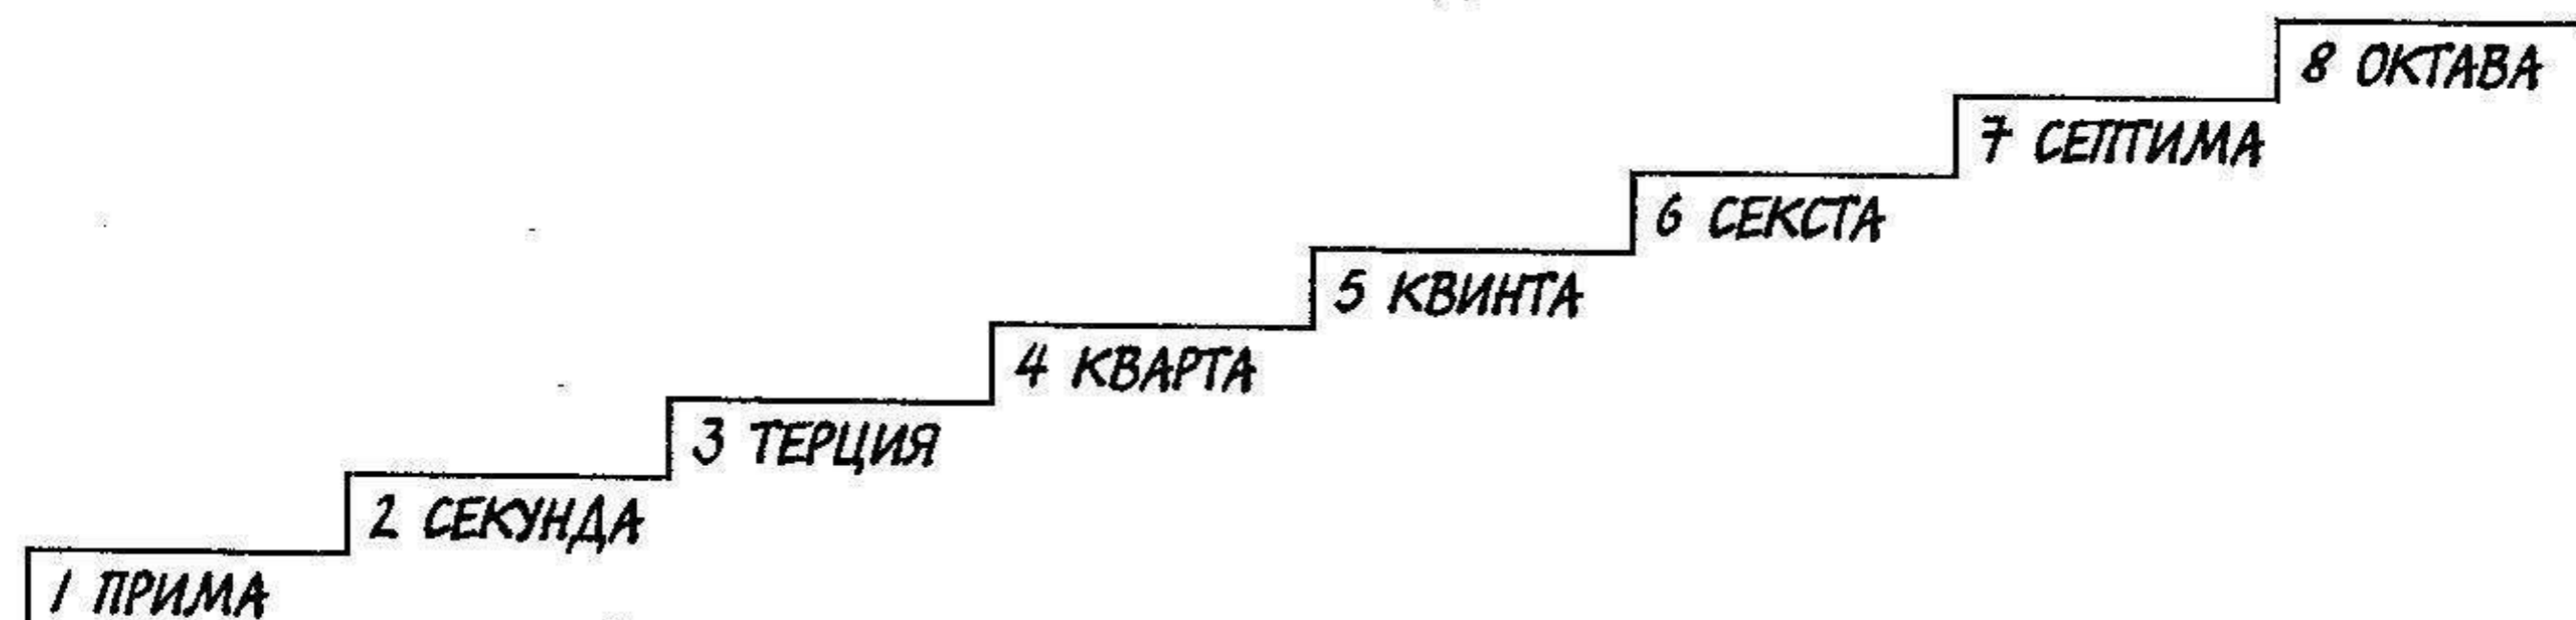 8 ОКТАВА
7 СЕПТИМА
6 СЕКСТА
5 КВИНТА
4 КВАРТА
3 ТЕРЦИЯ
2 СЕКУНДА
1 ПРИМА